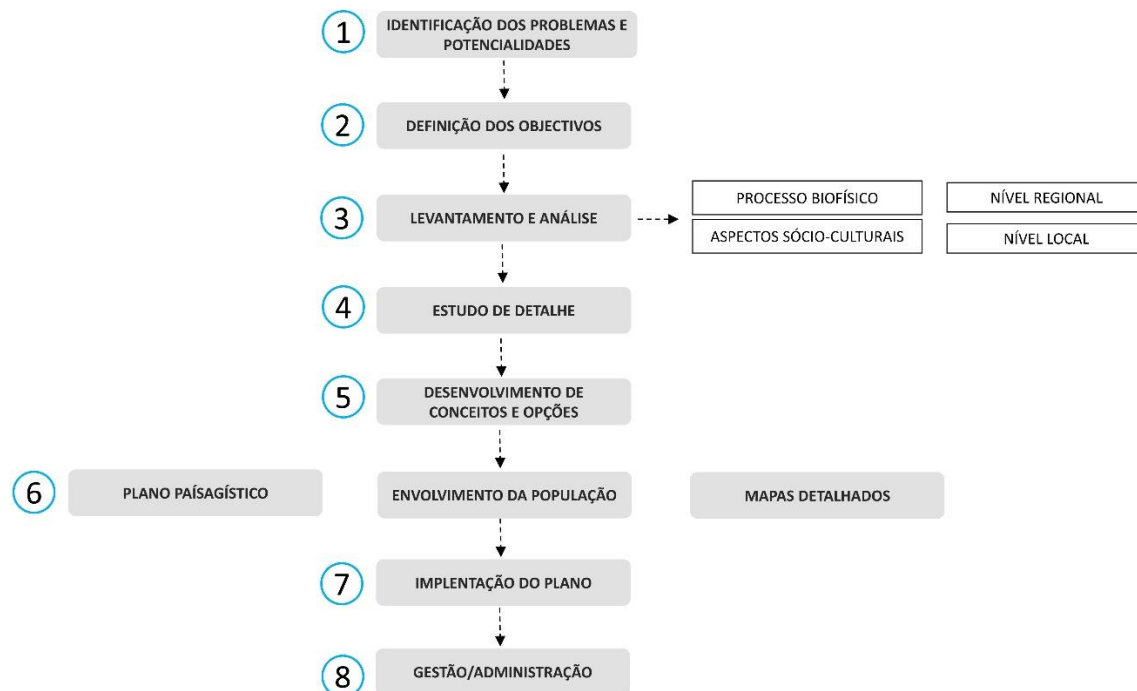 1
IDENTIFICAÇÃO DOS PROBLEMAS E
POTENCIALIDADES
2
DEFINIÇÃO DOS OBJECTIVOS
3
LEVANTAMENTO E ANÁLISE
PROCESSO BIOFÍSICO
NÍVEL REGIONAL
ASPECTOS SÓCIO-CULTURAIS
NÍVEL LOCAL
4
ESTUDO DE DETALHE
5
DESENVOLVIMENTO DE
CONCEITOS E OPÇÕES
6
PLANO PAÍSAGÍSTICO
ENVOLVIMENTO DA POPULAÇÃO
MAPAS DETALHADOS
7
IMPLENTAÇÃO DO PLANO
8
GESTÃO/ADMINISTRAÇÃO